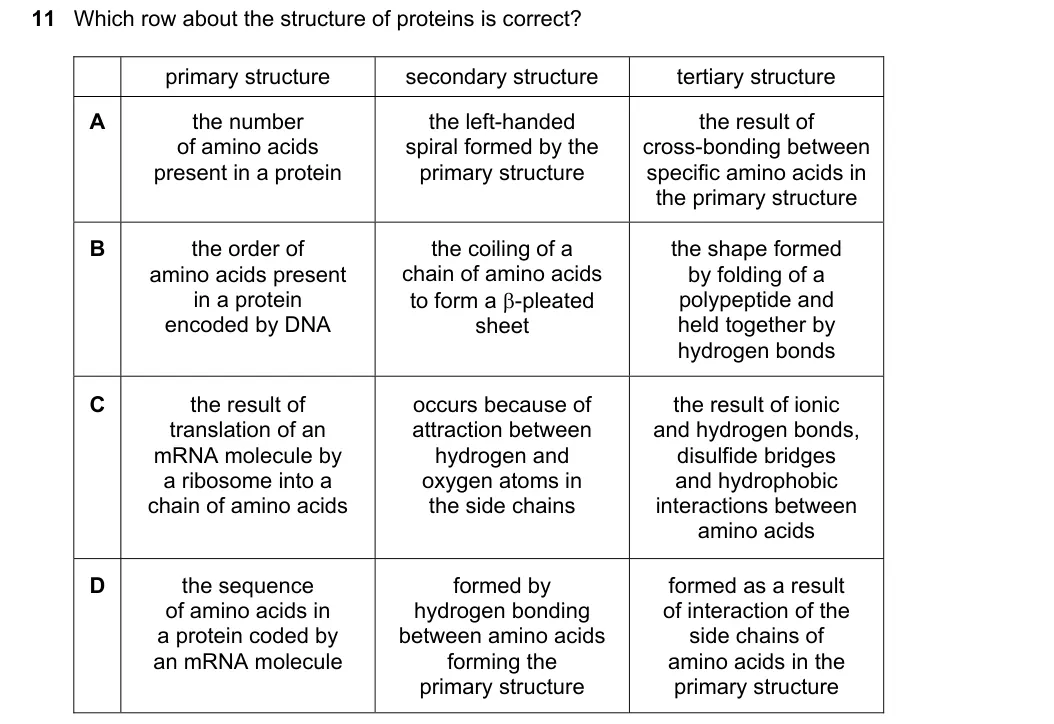 11 Which row about the structure of proteins is correct?
primary structure secondary structure tertiary structure
A
the number
of amino acids
present in a protein
the left-handed
spiral formed by the
primary structure
the result of
cross-bonding between
specific amino acids in
the primary structure
B
the order of
amino acids present
in a protein
encoded by DNA
the coiling of a
chain of amino acids
to form a β-pleated
sheet
the shape formed
by folding of a
polypeptide and
held together by
hydrogen bonds
C
the result of
translation of an
mRNA molecule by
a ribosome into a
chain of amino acids
occurs because of
attraction between
hydrogen and
oxygen atoms in
the side chains
the result of ionic
and hydrogen bonds,
disulfide bridges
and hydrophobic
interactions between
amino acids
D
the sequence
of amino acids in
a protein coded by
an mRNA molecule
formed by
hydrogen bonding
between amino acids
forming the
primary structure
formed as a result
of interaction of the
side chains of
amino acids in the
primary structure